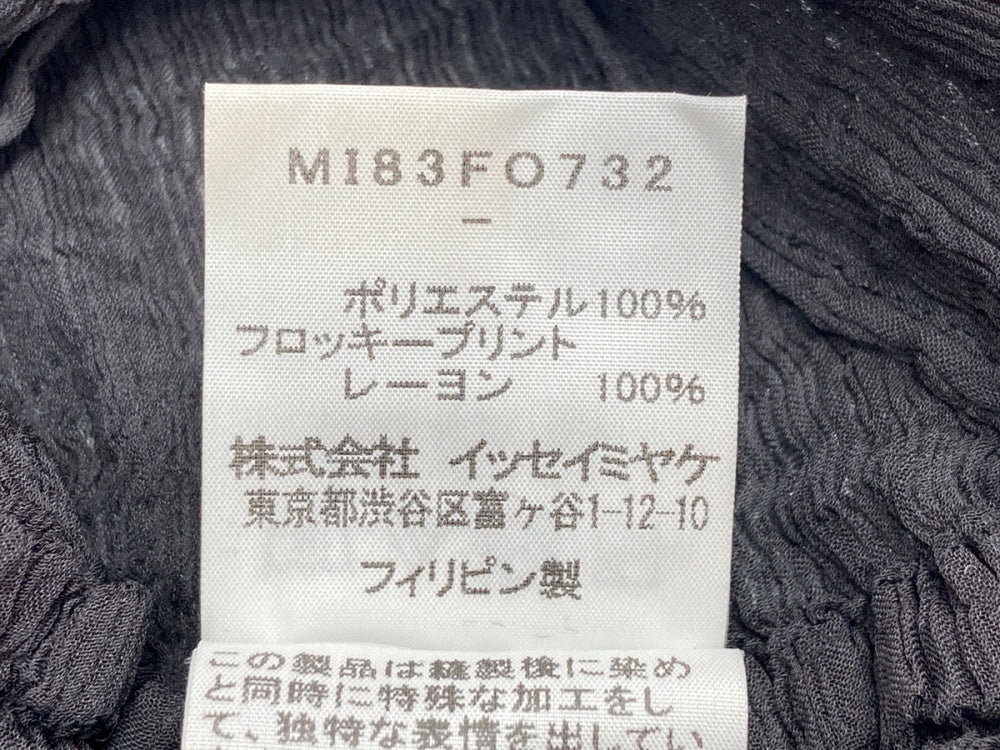 MI83FO732
–
ポリエステル100%
フロッキープリント
レーヨン 100%
株式会社 イッセイミヤケ
東京都渋谷区富ヶ谷1-12-10
フィリピン製
この製品は縫製後に染め
と同時に特殊な加工をし
て、独特な表情を出してい